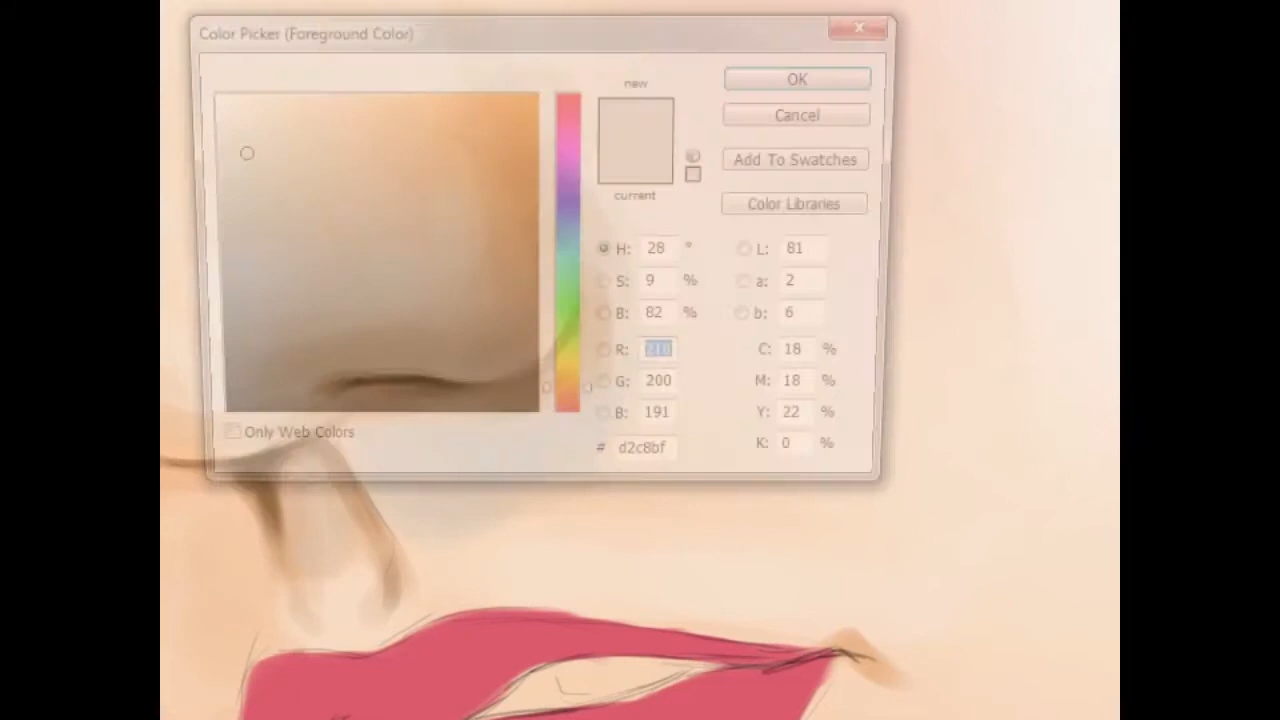 Color Picker (Foreground Color)
new
OK
Cancel
Add To Swatches
current
Color Libraries
H: 28 °
L: 81
S: 9 %
a: 2
B: 82 %
b: 6
R: 210
C: 18 %
G: 200
M: 18 %
B: 191
Y: 22 %
Only Web Colors
# d2c8bf
K: 0 %